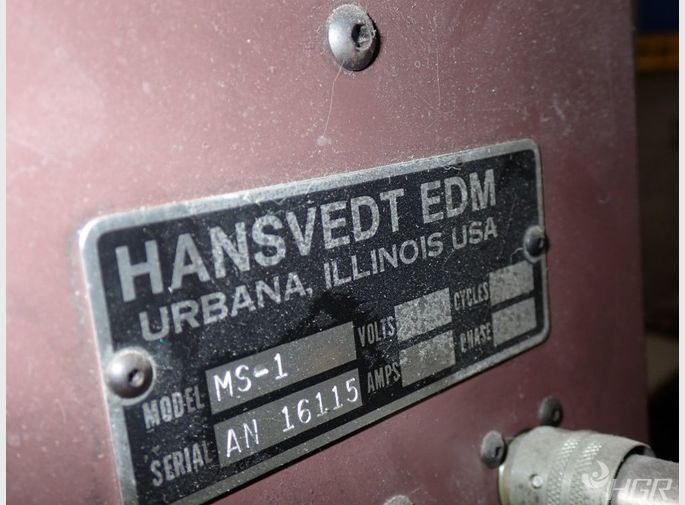 HANSVEDT EDM
URBANA, ILLINOIS USA
MODEL MS-1 VOLTS CYCLES
SERIAL AN 16115 AMPS PHASE
HGR